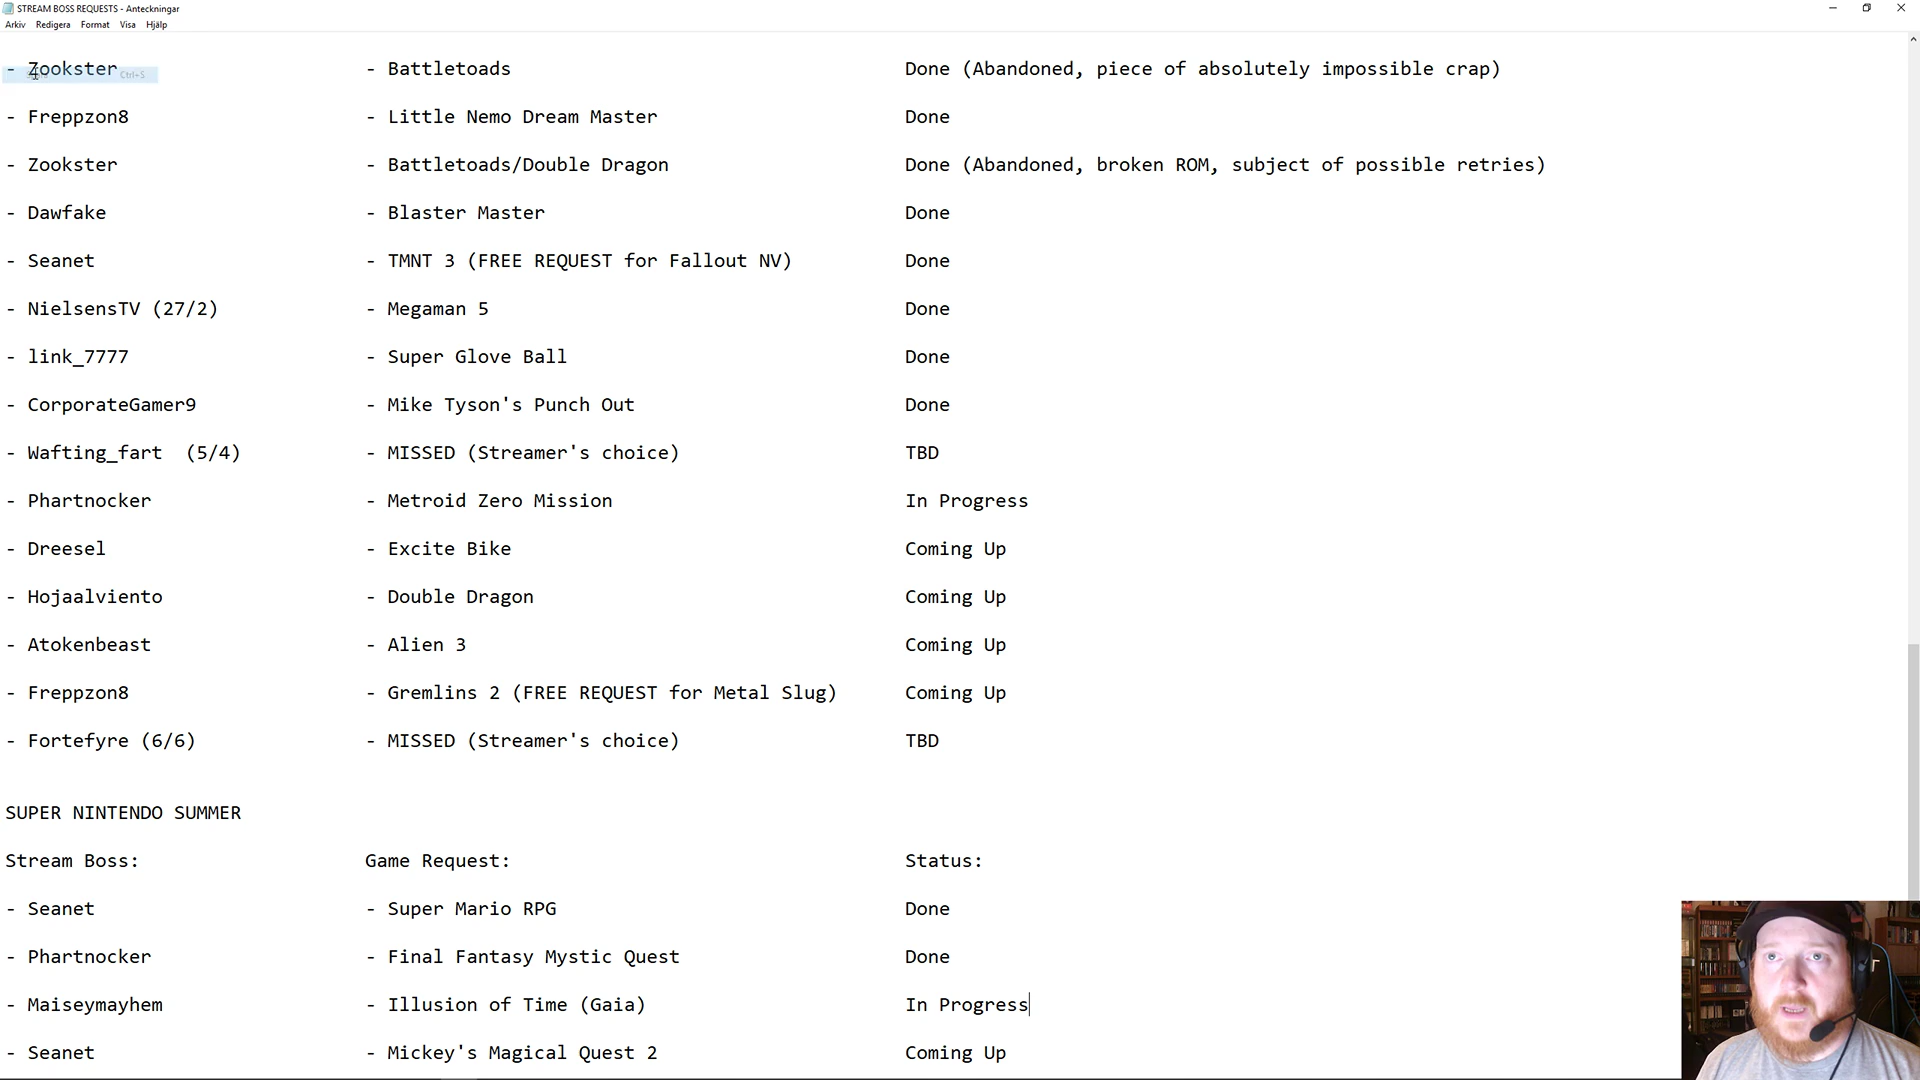 STREAM BOSS REQUESTS - Anteckningar
Arkiv Redigera Format Visa Hjälp
- Zookster - Battletoads Done (Abandoned, piece of absolutely impossible crap)
Ctrl+S
- Freppzon8 - Little Nemo Dream Master Done
- Zookster - Battletoads/Double Dragon Done (Abandoned, broken ROM, subject of possible retries)
- Dawfake - Blaster Master Done
- Seanet - TMNT 3 (FREE REQUEST for Fallout NV) Done
- NielsensTV (27/2) - Megaman 5 Done
- link_7777 - Super Glove Ball Done
- CorporateGamer9 - Mike Tyson's Punch Out Done
- Wafting_fart (5/4) - MISSED (Streamer's choice) TBD
- Phartnocker - Metroid Zero Mission In Progress
- Dreesel - Excite Bike Coming Up
- Hojaalviento - Double Dragon Coming Up
- Atokenbeast - Alien 3 Coming Up
- Freppzon8 - Gremlins 2 (FREE REQUEST for Metal Slug) Coming Up
- Fortefyre (6/6) - MISSED (Streamer's choice) TBD
SUPER NINTENDO SUMMER
Stream Boss: Game Request: Status:
- Seanet - Super Mario RPG Done
- Phartnocker - Final Fantasy Mystic Quest Done
- Maiseymayhem - Illusion of Time (Gaia) In Progress
- Seanet - Mickey's Magical Quest 2 Coming Up